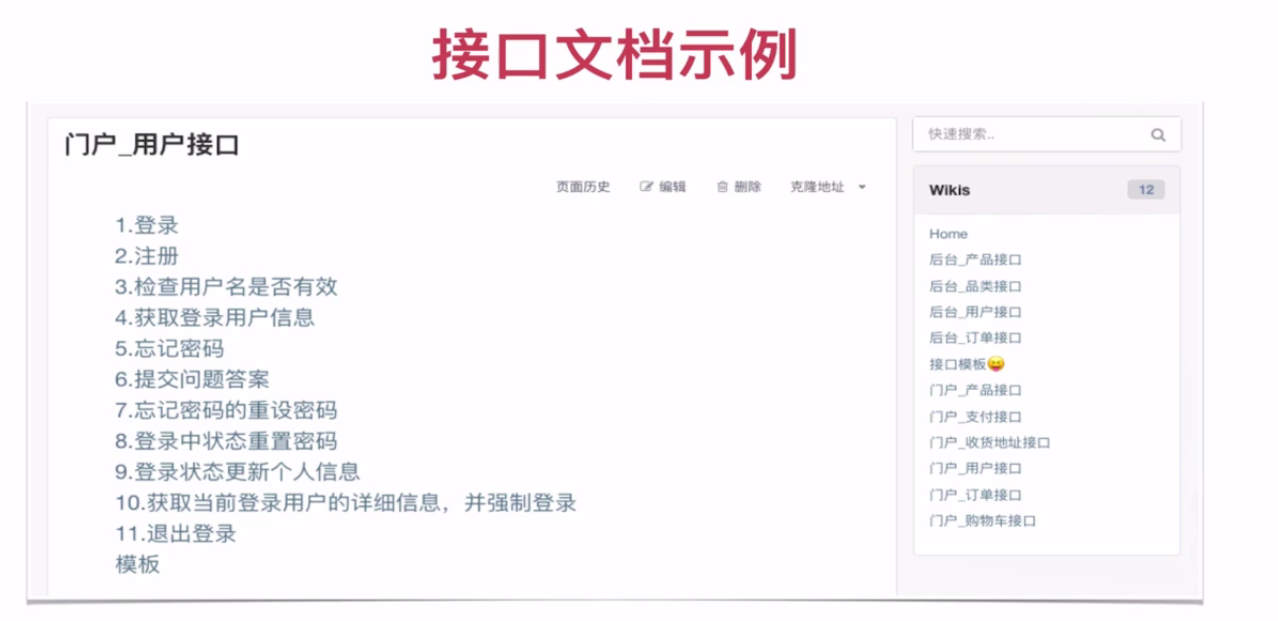 接口文档示例
门户_用户接口
页面历史 编辑 删除 克隆地址
1.登录
2.注册
3.检查用户名是否有效
4.获取登录用户信息
5.忘记密码
6.提交问题答案
7.忘记密码的重设密码
8.登录中状态重置密码
9.登录状态更新个人信息
10.获取当前登录用户的详细信息，并强制登录
11.退出登录
模板
快速搜索..
Wikis 12
Home
后台_产品接口
后台_品类接口
后台_用户接口
后台_订单接口
接口模板😝
门户_产品接口
门户_支付接口
门户_收货地址接口
门户_用户接口
门户_订单接口
门户_购物车接口